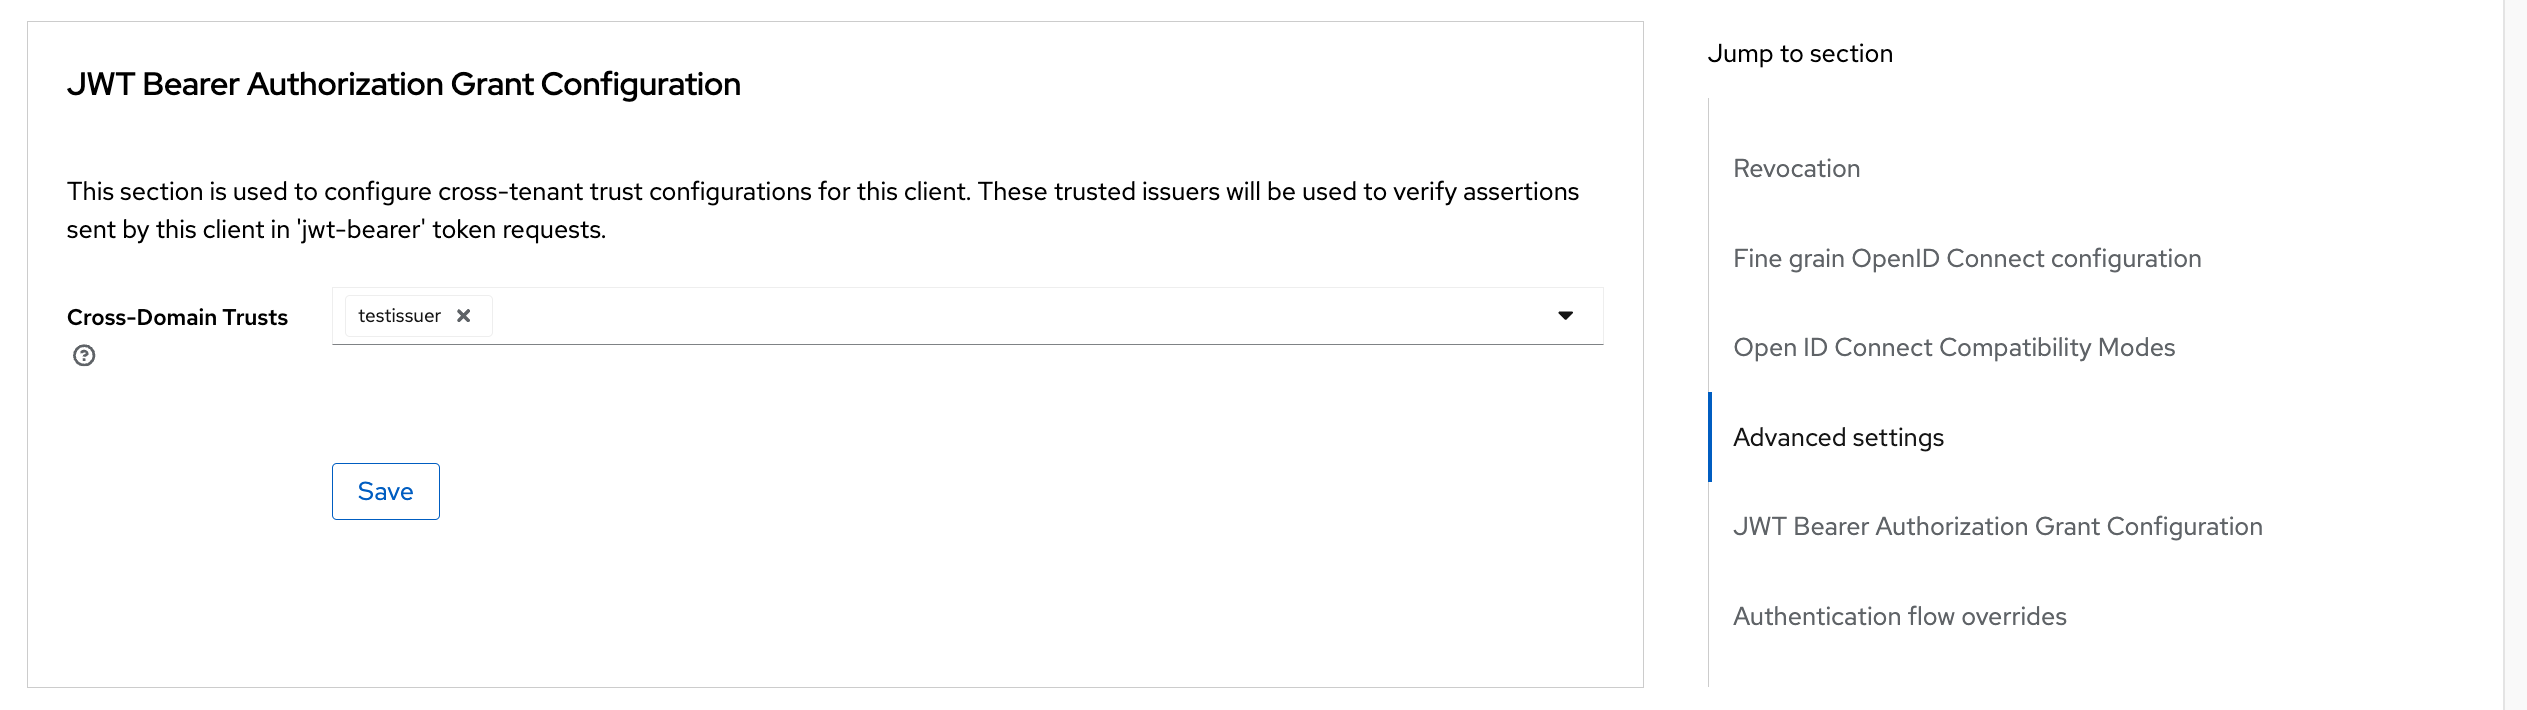 JWT Bearer Authorization Grant Configuration
This section is used to configure cross-tenant trust configurations for this client. These trusted issuers will be used to verify assertions
sent by this client in 'jwt-bearer' token requests.
Cross-Domain Trusts
testissuer
Save
Jump to section
Revocation
Fine grain OpenID Connect configuration
Open ID Connect Compatibility Modes
Advanced settings
JWT Bearer Authorization Grant Configuration
Authentication flow overrides